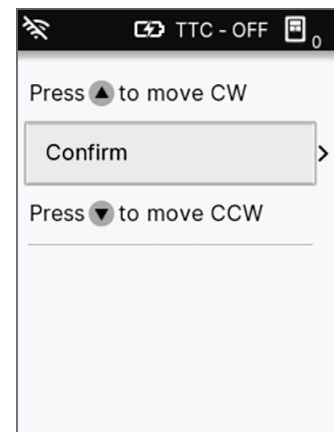 TTC - OFF 0
Press ▲ to move CW
Confirm
Press ▼ to move CCW